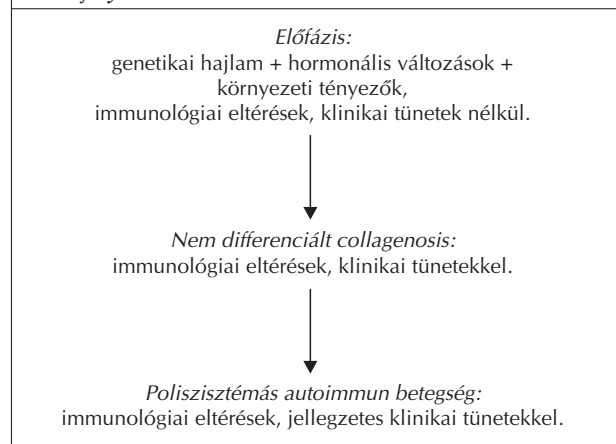 Előfázis:
genetikai hajlam + hormonális változások +
környezeti tényezők,
immunológiai eltérések, klinikai tünetek nélkül.
Nem differenciált collagenosis:
immunológiai eltérések, klinikai tünetekkel.
Poliszisztémás autoimmun betegség:
immunológiai eltérések, jellegzetes klinikai tünetekkel.